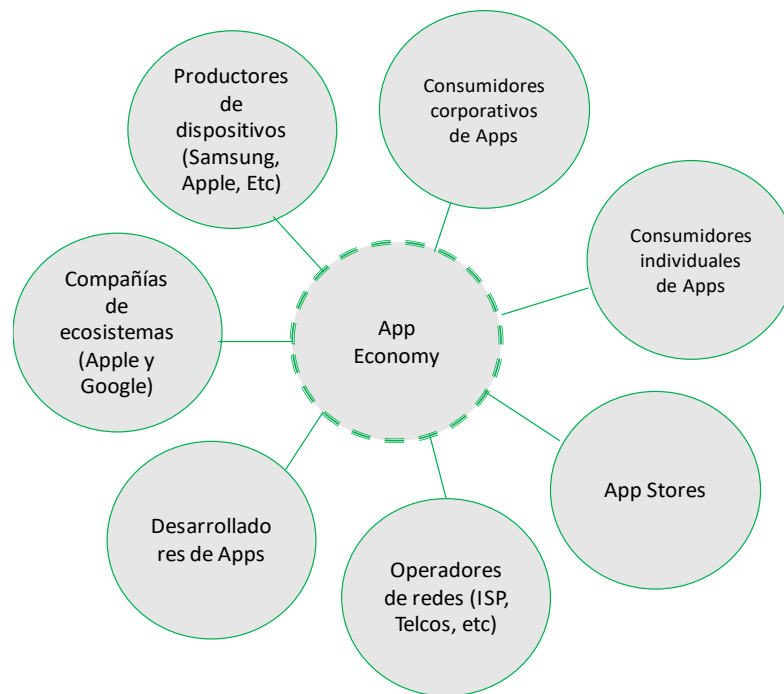 Productores
de
dispositivos
(Samsung,
Apple, Etc)
Consumidores
corporativos
de Apps
Consumidores
individuales
de Apps
Compañías
de
ecosistemas
(Apple y
Google)
App
Economy
App Stores
Desarrollado
res de Apps
Operadores
de redes (ISP,
Telcos, etc)